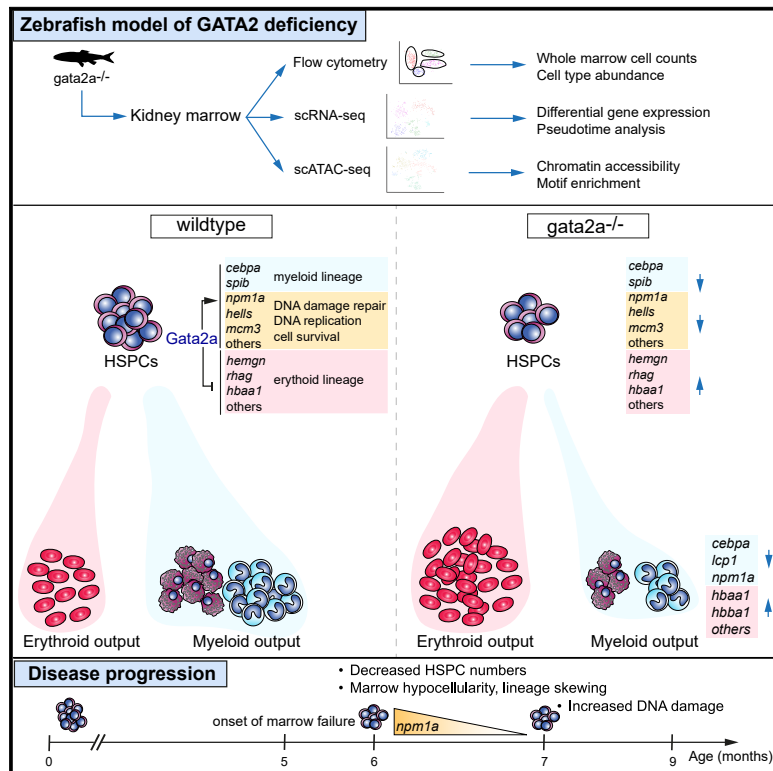 Zebrafish model of GATA2 deficiency
gata2a-/-
Kidney marrow
Flow cytometry
Whole marrow cell counts
Cell type abundance
scRNA-seq
Differential gene expression
Pseudotime analysis
scATAC-seq
Chromatin accessibility
Motif enrichment
wildtype
HSPCs
Gata2a
cebpa
spib
myeloid lineage
npm1a
hells
mcm3
others
DNA damage repair
DNA replication
cell survival
hemgn
rhag
hbaa1
others
erythoid lineage
Erythroid output
Myeloid output
gata2a-/-
HSPCs
cebpa
spib
npm1a
hells
mcm3
others
hemgn
rhag
hbaa1
others
Erythroid output
Myeloid output
cebpa
lcp1
npm1a
hbaa1
hbba1
others
Disease progression
• Decreased HSPC numbers
• Marrow hypocellularity, lineage skewing
• Increased DNA damage
onset of marrow failure
npm1a
0
5
6
7
9
Age (months)